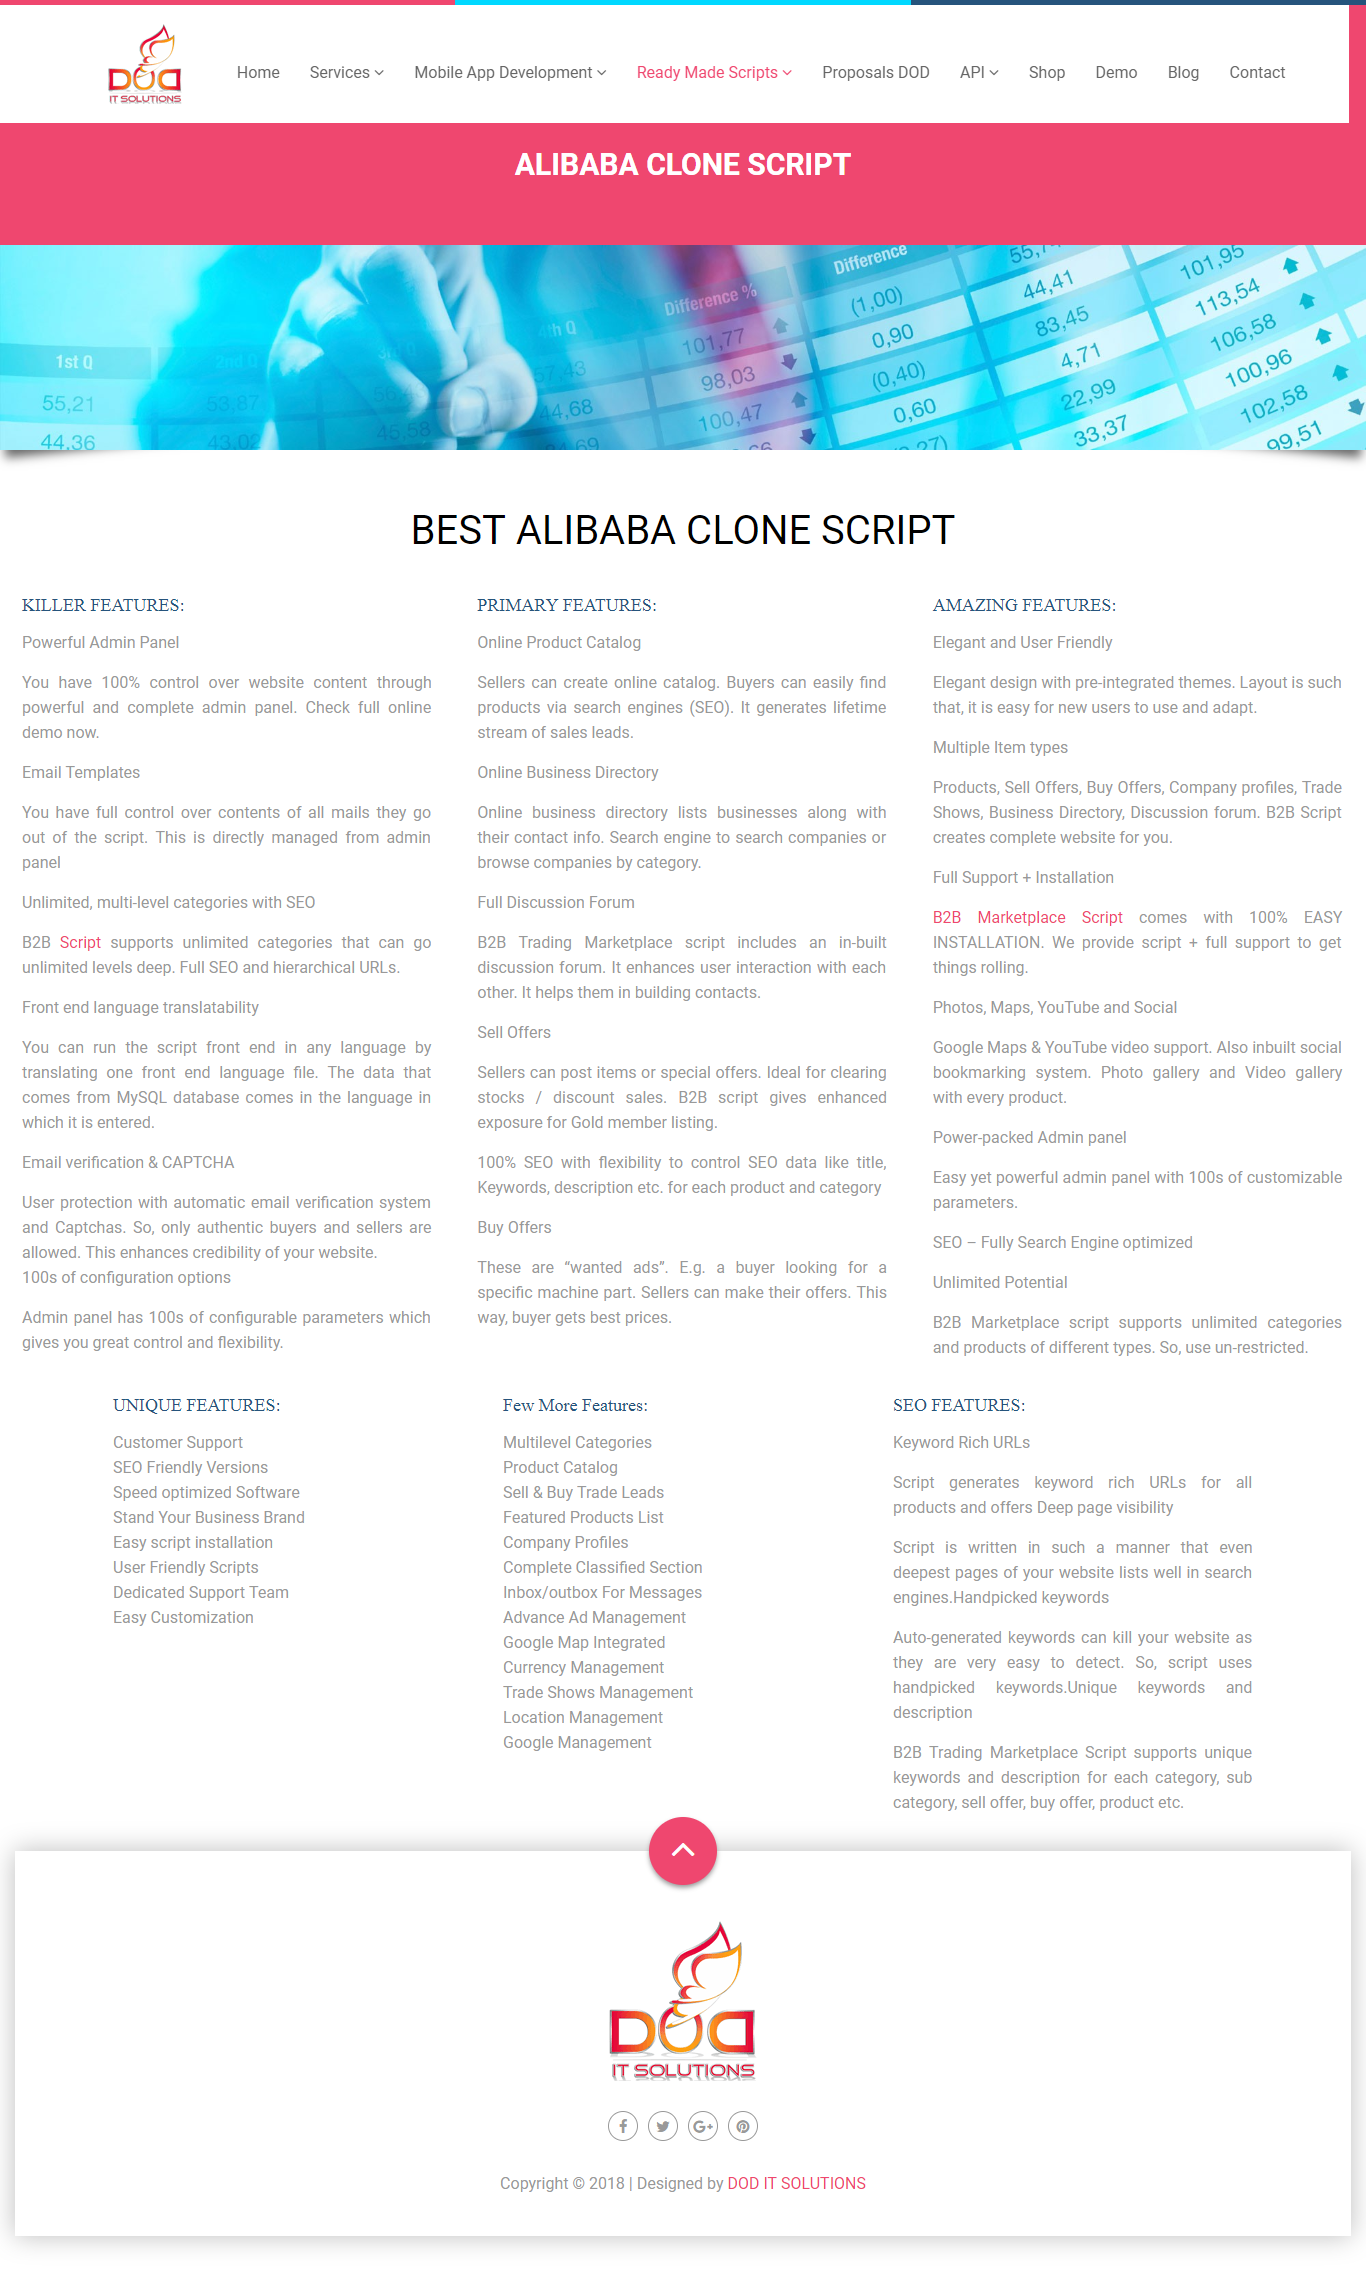 DOD
IT SOLUTIONS
Home
Services
Mobile App Development
Ready Made Scripts
Proposals DOD
API
Shop
Demo
Blog
Contact
ALIBABA CLONE SCRIPT
1st Q
2nd Q
3rd Q
4th Q
Difference %
Difference
55,21
53,87
57,43
101,77
(1,00)
44,41
101,95
44,36
43,02
45,58
44,68
98,03
0,90
83,45
113,54
100,47
(0,40)
4,71
106,58
0,60
22,99
100,96
33,37
102,58
99,51
BEST ALIBABA CLONE SCRIPT
KILLER FEATURES:
Powerful Admin Panel
You have 100% control over website content through
powerful and complete admin panel. Check full online
demo now.
Email Templates
You have full control over contents of all mails they go
out of the script. This is directly managed from admin
panel
Unlimited, multi-level categories with SEO
B2B Script supports unlimited categories that can go
unlimited levels deep. Full SEO and hierarchical URLs.
Front end language translatability
You can run the script front end in any language by
translating one front end language file. The data that
comes from MySQL database comes in the language in
which it is entered.
Email verification & CAPTCHA
User protection with automatic email verification system
and Captchas. So, only authentic buyers and sellers are
allowed. This enhances credibility of your website.
100s of configuration options
Admin panel has 100s of configurable parameters which
gives you great control and flexibility.
PRIMARY FEATURES:
Online Product Catalog
Sellers can create online catalog. Buyers can easily find
products via search engines (SEO). It generates lifetime
stream of sales leads.
Online Business Directory
Online business directory lists businesses along with
their contact info. Search engine to search companies or
browse companies by category.
Full Discussion Forum
B2B Trading Marketplace script includes an in-built
discussion forum. It enhances user interaction with each
other. It helps them in building contacts.
Sell Offers
Sellers can post items or special offers. Ideal for clearing
stocks / discount sales. B2B script gives enhanced
exposure for Gold member listing.
100% SEO with flexibility to control SEO data like title,
Keywords, description etc. for each product and category
Buy Offers
These are “wanted ads”. E.g. a buyer looking for a
specific machine part. Sellers can make their offers. This
way, buyer gets best prices.
AMAZING FEATURES:
Elegant and User Friendly
Elegant design with pre-integrated themes. Layout is such
that, it is easy for new users to use and adapt.
Multiple Item types
Products, Sell Offers, Buy Offers, Company profiles, Trade
Shows, Business Directory, Discussion forum. B2B Script
creates complete website for you.
Full Support + Installation
B2B Marketplace Script comes with 100% EASY
INSTALLATION. We provide script + full support to get
things rolling.
Photos, Maps, YouTube and Social
Google Maps & YouTube video support. Also inbuilt social
bookmarking system. Photo gallery and Video gallery
with every product.
Power-packed Admin panel
Easy yet powerful admin panel with 100s of customizable
parameters.
SEO – Fully Search Engine optimized
Unlimited Potential
B2B Marketplace script supports unlimited categories
and products of different types. So, use un-restricted.
UNIQUE FEATURES:
Customer Support
SEO Friendly Versions
Speed optimized Software
Stand Your Business Brand
Easy script installation
User Friendly Scripts
Dedicated Support Team
Easy Customization
Few More Features:
Multilevel Categories
Product Catalog
Sell & Buy Trade Leads
Featured Products List
Company Profiles
Complete Classified Section
Inbox/outbox For Messages
Advance Ad Management
Google Map Integrated
Currency Management
Trade Shows Management
Location Management
Google Management
SEO FEATURES:
Keyword Rich URLs
Script generates keyword rich URLs for all
products and offers Deep page visibility
Script is written in such a manner that even
deepest pages of your website lists well in search
engines.Handpicked keywords
Auto-generated keywords can kill your website as
they are very easy to detect. So, script uses
handpicked keywords.Unique keywords and
description
B2B Trading Marketplace Script supports unique
keywords and description for each category, sub
category, sell offer, buy offer, product etc.
DOD
IT SOLUTIONS
Copyright © 2018 | Designed by DOD IT SOLUTIONS